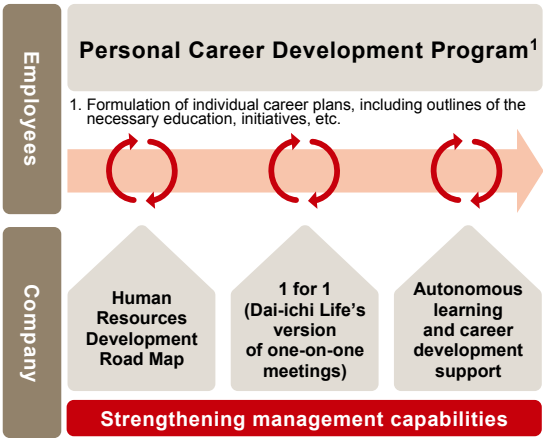 Employees
Personal Career Development Program1
1. Formulation of individual career plans, including outlines of the
necessary education, initiatives, etc.
Company
Human
Resources
Development
Road Map
1 for 1
(Dai-ichi Life's
version
of one-on-one
meetings)
Autonomous
learning
and career
development
support
Strengthening management capabilities